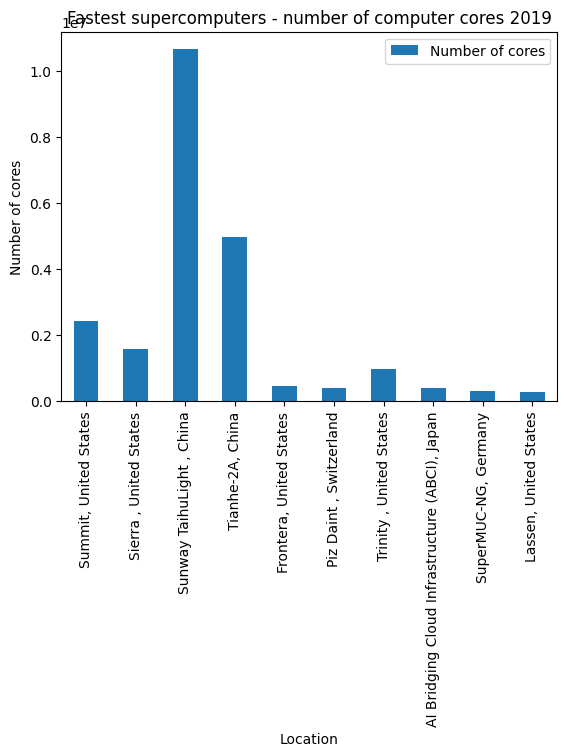 Fastest supercomputers - number of computer cores 2019
1e7
Number of cores
Number of cores
1.0
0.8
0.6
0.4
0.2
0.0
Summit, United States
Sierra , United States
Sunway TaihuLight , China
Tianhe-2A, China
Frontera, United States
Piz Daint , Switzerland
Trinity , United States
AI Bridging Cloud Infrastructure (ABCI), Japan
SuperMUC-NG, Germany
Lassen, United States
Location